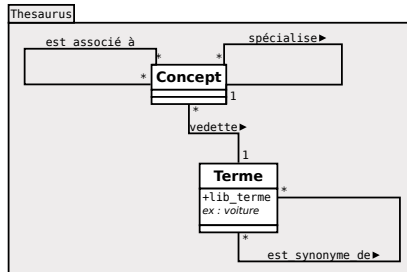 Thesaurus
est associé à
spécialise▶
*
*
*
Concept
1
*
vedette▶
1
Terme
+lib_terme
ex : voiture
*
*
est synonyme de▶